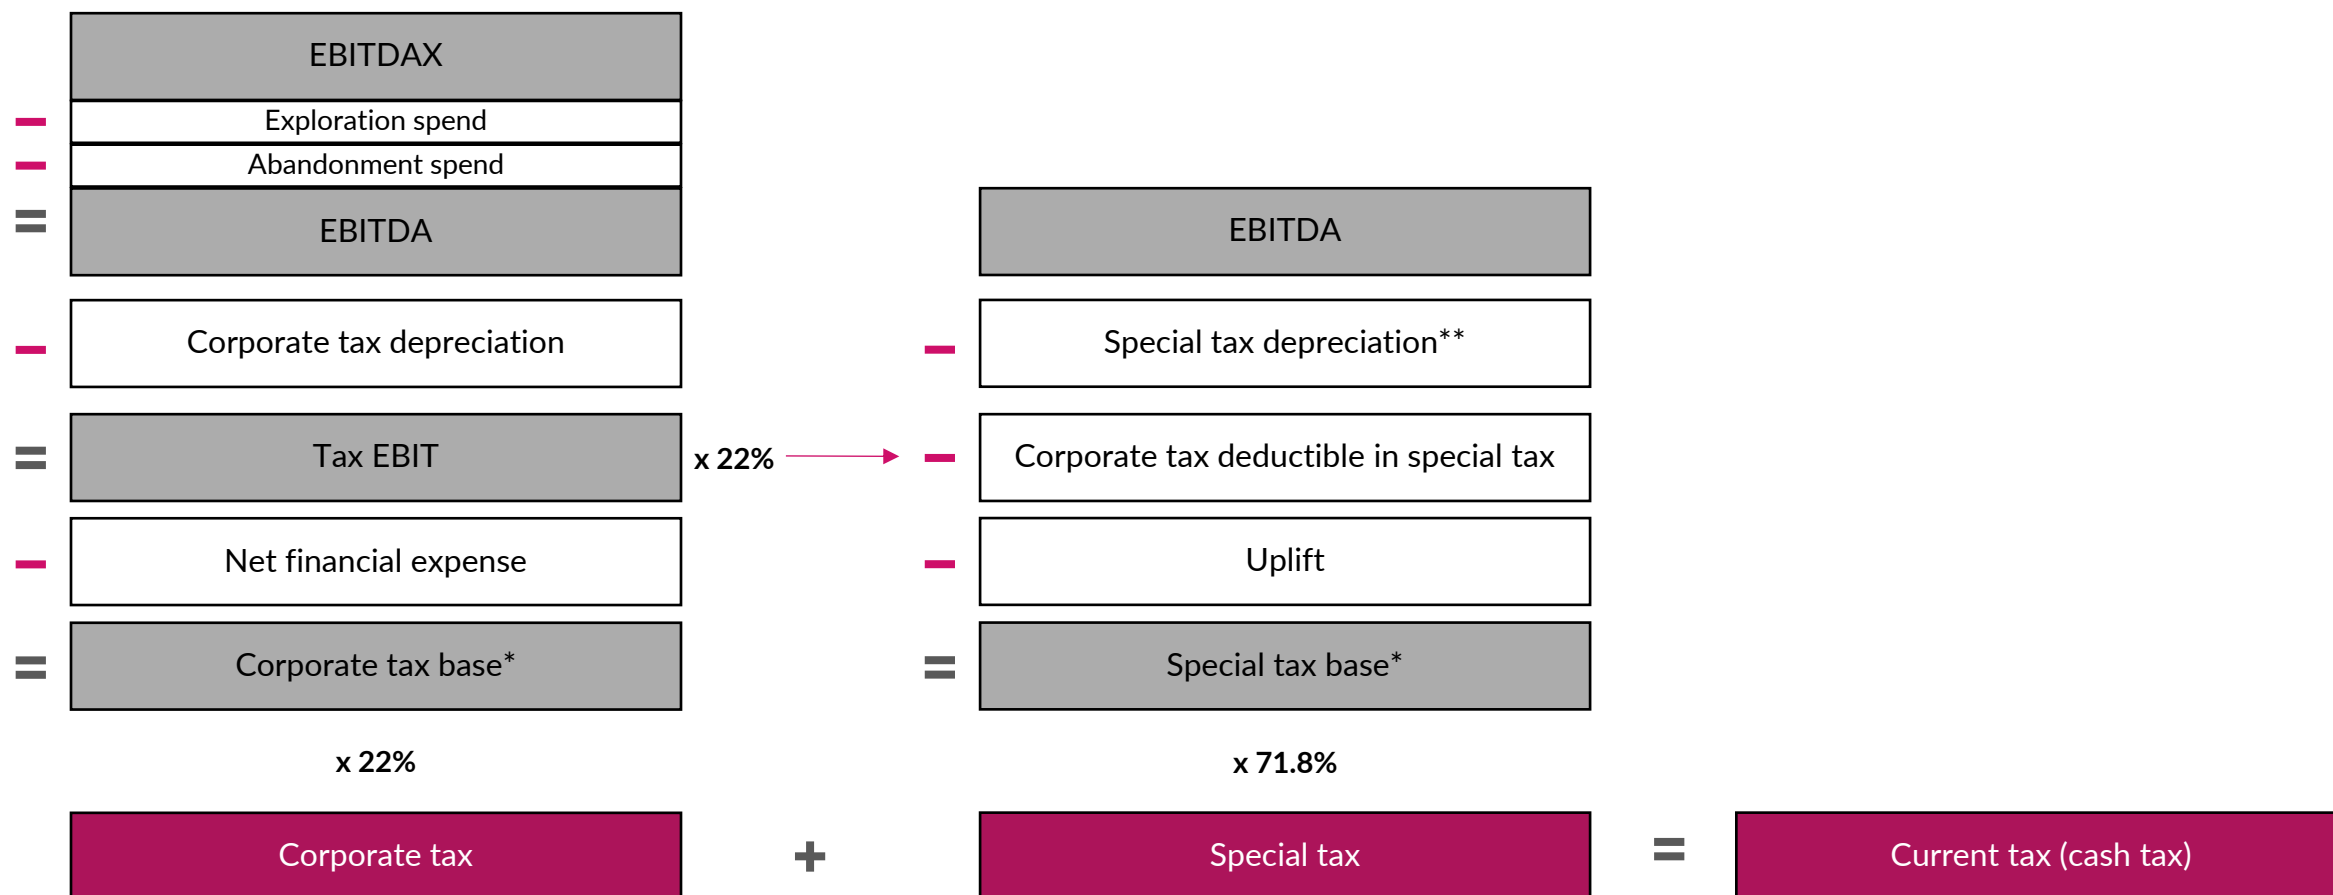 EBITDAX
Exploration spend
Abandonment spend
EBITDA
Corporate tax depreciation
Tax EBIT
x 22%
Net financial expense
Corporate tax base*
x 22%
Corporate tax
+
EBITDA
Special tax depreciation**
Corporate tax deductible in special tax
Uplift
Special tax base*
x 71.8%
Special tax
=
Current tax (cash tax)